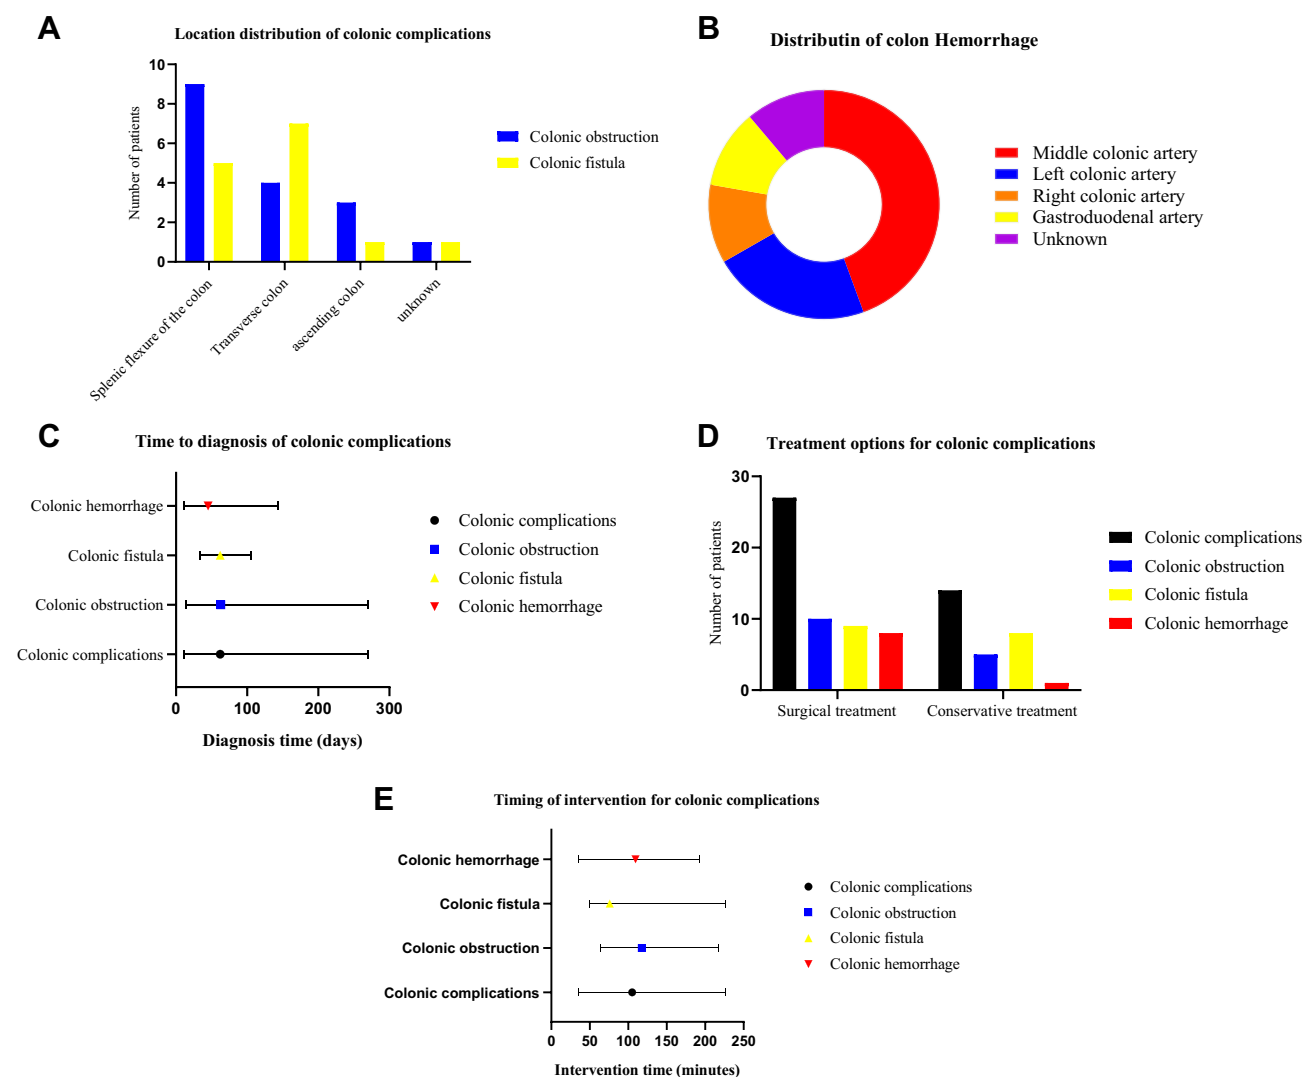 A
Location distribution of colonic complications
Number of patients
10
8
6
4
2
0
Splenic flexure of the colon
Transverse colon
ascending colon
unknown
Colonic obstruction
Colonic fistula
B
Distributin of colon Hemorrhage
Middle colonic artery
Left colonic artery
Right colonic artery
Gastroduodenal artery
Unknown
C
Time to diagnosis of colonic complications
Colonic hemorrhage
Colonic fistula
Colonic obstruction
Colonic complications
0 100 200 300
Diagnosis time (days)
Colonic complications
Colonic obstruction
Colonic fistula
Colonic hemorrhage
D
Treatment options for colonic complications
Number of patients
30
20
10
0
Surgical treatment Conservative treatment
Colonic complications
Colonic obstruction
Colonic fistula
Colonic hemorrhage
E
Timing of intervention for colonic complications
Colonic hemorrhage
Colonic fistula
Colonic obstruction
Colonic complications
0 50 100 150 200 250
Intervention time (minutes)
Colonic complications
Colonic obstruction
Colonic fistula
Colonic hemorrhage